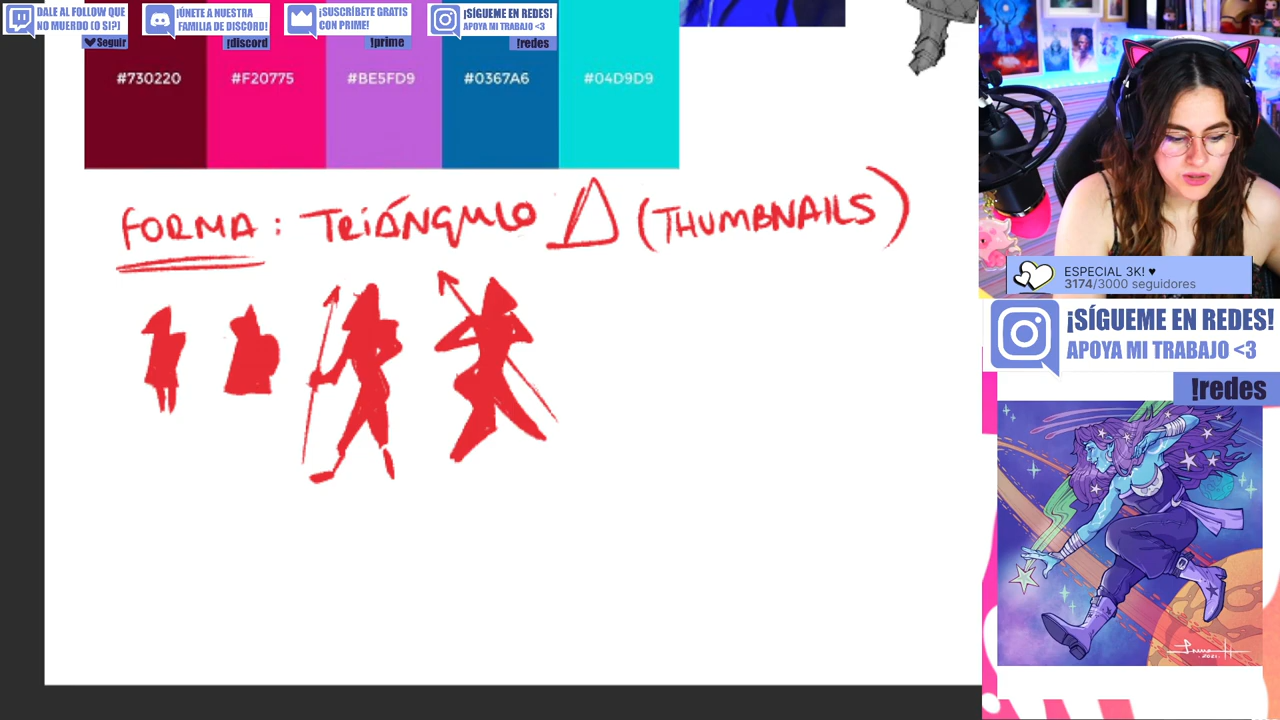 DALE AL FOLLOW QUE
NO MUERDO (O SI?)
Seguir
¡ÚNETE A NUESTRA
FAMILIA DE DISCORD!
!discord
¡SUSCRÍBETE GRATIS
CON PRIME!
!prime
¡SÍGUEME EN REDES!
APOYA MI TRABAJO <3
!redes
#730220
#F20775
#BE5FD9
#0367A6
#04D9D9
FORMA: TRIÁNGULO (THUMBNAILS)
ESPECIAL 3K! ♥
3174/3000 seguidores
¡SÍGUEME EN REDES!
APOYA MI TRABAJO <3
!redes